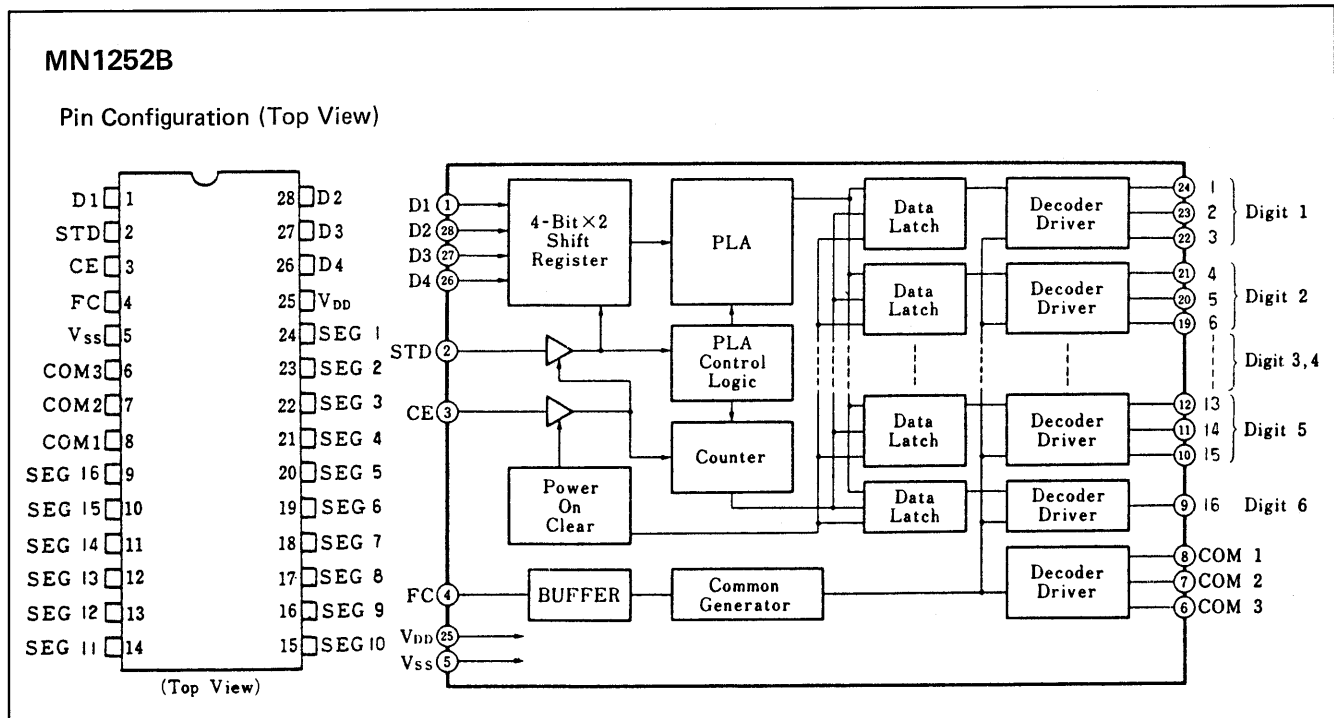 MN1252B
Pin Configuration (Top View)
D1 1 28 D2
STD 2 27 D3
CE 3 26 D4
FC 4 25 VDD
VSS 5 24 SEG 1
COM3 6 23 SEG 2
COM2 7 22 SEG 3
COM1 8 21 SEG 4
SEG 16 9 20 SEG 5
SEG 15 10 19 SEG 6
SEG 14 11 18 SEG 7
SEG 13 12 17 SEG 8
SEG 12 13 16 SEG 9
SEG 11 14 15 SEG 10
(Top View)
D1 1
D2 28
D3 27
D4 26
STD 2
CE 3
FC 4
VDD 25
VSS 5
4-Bit×2
Shift
Register
PLA
PLA
Control
Logic
Counter
Power
On
Clear
BUFFER
Common
Generator
Data
Latch
Decoder
Driver
24 1
23 2
22 3
Digit 1
Data
Latch
Decoder
Driver
21 4
20 5
19 6
Digit 2
Digit 3,4
Data
Latch
Decoder
Driver
12 13
11 14
10 15
Digit 5
Data
Latch
Decoder
Driver
9 16 Digit 6
Decoder
Driver
8 COM 1
7 COM 2
6 COM 3